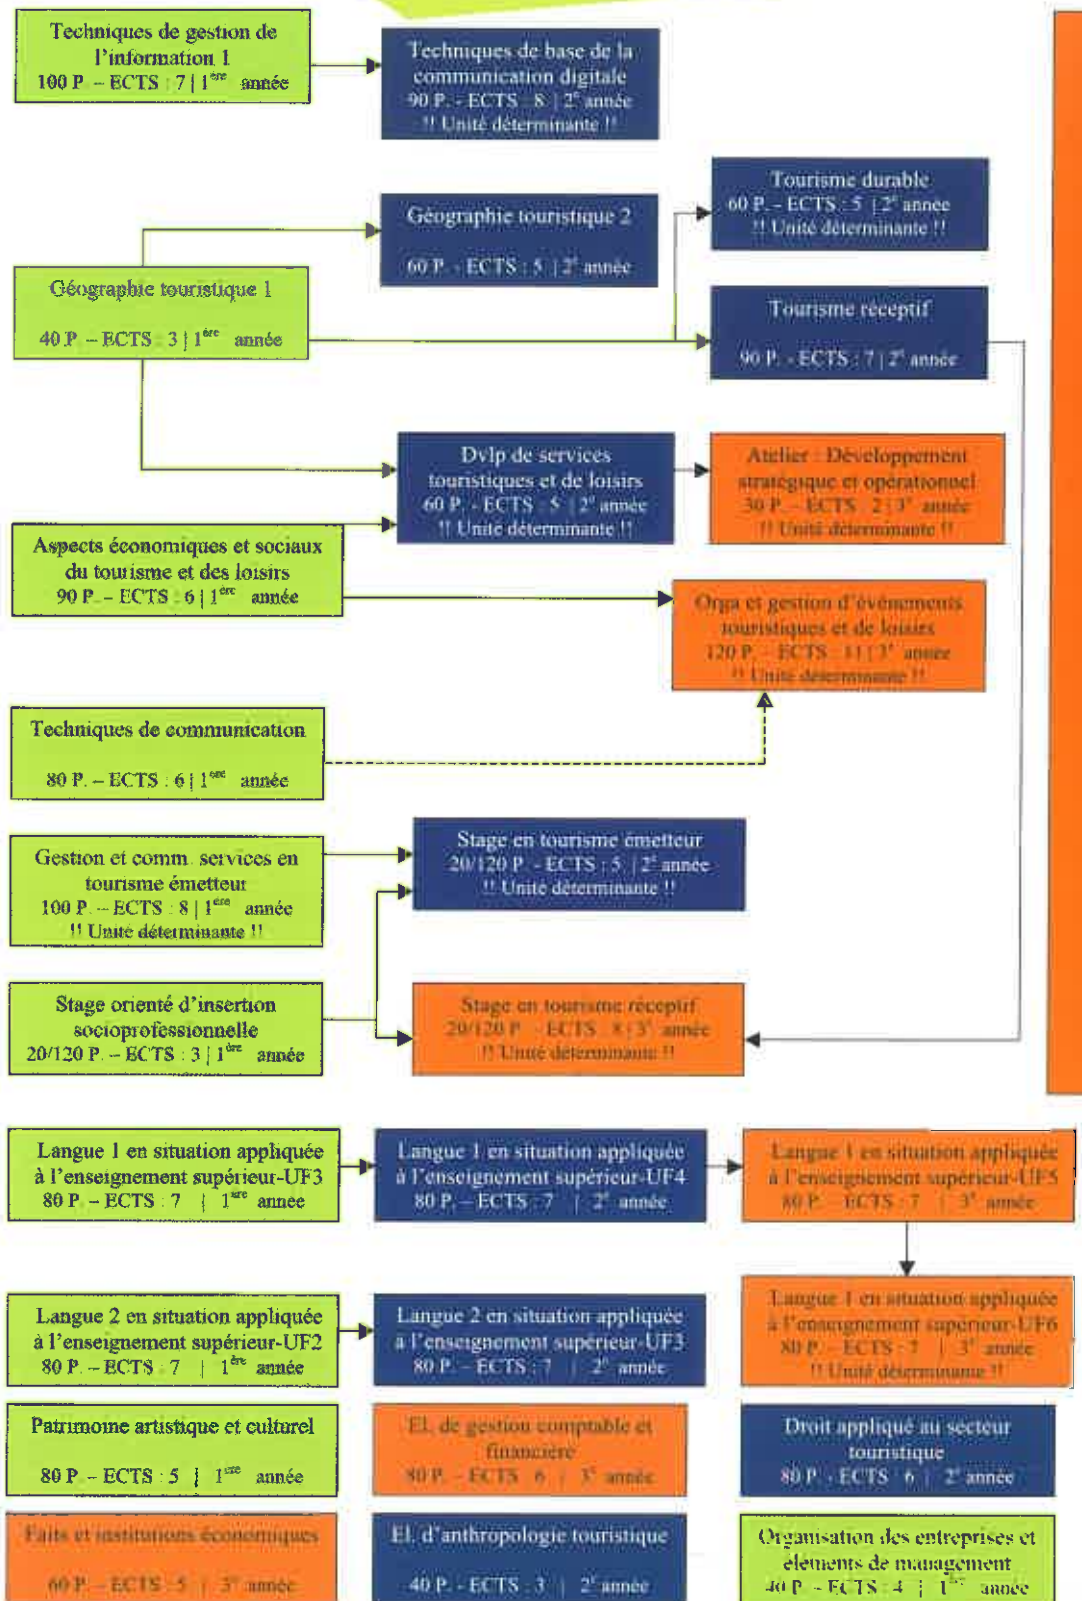 Techniques de gestion de
l'information 1
100 P. – ECTS : 7 | 1ère année
Techniques de base de la
communication digitale
90 P. - ECTS : 8 | 2e année
!! Unité déterminante !!
Tourisme durable
60 P. - ECTS : 5 | 2e année
!! Unité déterminante !!
Géographie touristique 2
60 P. - ECTS : 5 | 2e année
Géographie touristique 1
40 P. – ECTS : 3 | 1ère année
Tourisme réceptif
90 P. - ECTS : 7 | 2e année
Dvlp de services
touristiques et de loisirs
60 P. - ECTS : 5 | 2e année
!! Unité déterminante !!
Atelier : Développement
stratégique et opérationnel
30 P. – ECTS : 2 | 3e année
!! Unité déterminante !!
Aspects économiques et sociaux
du tourisme et des loisirs
90 P. – ECTS : 6 | 1ère année
Orga et gestion d'événements
touristiques et de loisirs
120 P. – ECTS : 11 | 3e année
!! Unité déterminante !!
Techniques de communication
80 P. – ECTS : 6 | 1ère année
Gestion et comm. services en
tourisme émetteur
100 P. – ECTS : 8 | 1ère année
!! Unité déterminante !!
Stage en tourisme émetteur
20/120 P. - ECTS : 5 | 2e année
!! Unité déterminante !!
Stage orienté d'insertion
socioprofessionnelle
20/120 P. – ECTS : 3 | 1ère année
Stage en tourisme réceptif
20/120 P. – ECTS : 8 | 3e année
!! Unité déterminante !!
Langue 1 en situation appliquée
à l'enseignement supérieur-UF3
80 P. – ECTS : 7 | 1ère année
Langue 1 en situation appliquée
à l'enseignement supérieur-UF4
80 P. – ECTS : 7 | 2e année
Langue 1 en situation appliquée
à l'enseignement supérieur-UF5
80 P. – ECTS : 7 | 3e année
Langue 2 en situation appliquée
à l'enseignement supérieur-UF2
80 P. – ECTS : 7 | 1ère année
Langue 2 en situation appliquée
à l'enseignement supérieur-UF3
80 P. – ECTS : 7 | 2e année
Langue 1 en situation appliquée
à l'enseignement supérieur-UF6
80 P. – ECTS : 7 | 3e année
!! Unité déterminante !!
Patrimoine artistique et culturel
80 P. – ECTS : 5 | 1ère année
El. de gestion comptable et
financière
80 P. - ECTS : 6 | 3e année
Droit appliqué au secteur
touristique
80 P. - ECTS : 6 | 2e année
Faits et institutions économiques
60 P. – ECTS : 5 | 3e année
El. d'anthropologie touristique
40 P. - ECTS : 3 | 2e année
Organisation des entreprises et
éléments de management
40 P. – ECTS : 4 | 1ère année